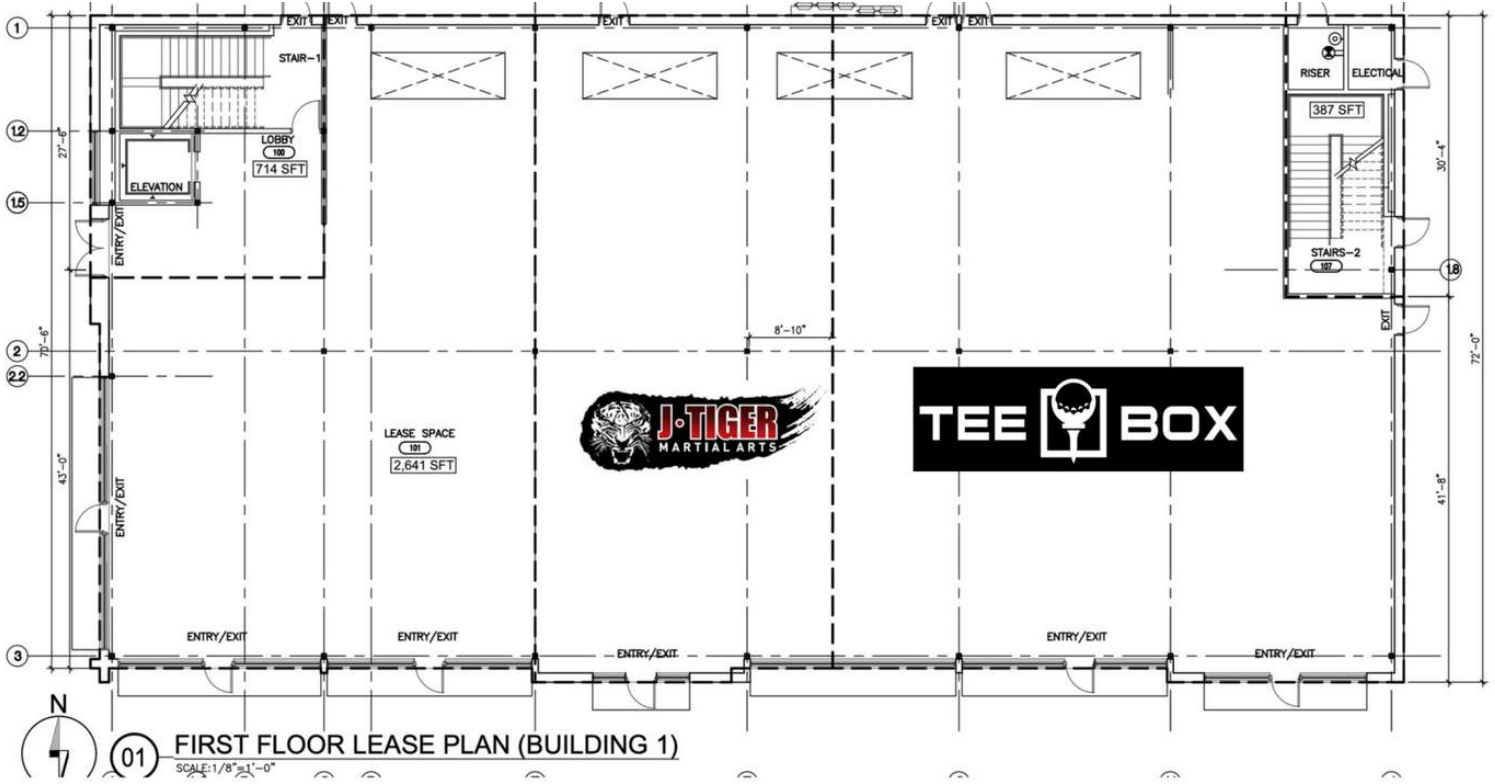 EXIT
EXIT
EXIT
EXIT
EXIT
1
STAIR-1
RISER
ELECTICAL
387 SFT
1.2
27'-6"
LOBBY
100
714 SFT
30'-4"
ELEVATION
1.5
ENTRY/EXIT
STAIRS-2
107
1.8
EXIT
8'-10"
70'-6"
2
72'-0"
2.2
J·TIGER
MARTIAL ARTS
TEE BOX
LEASE SPACE
101
2,641 SFT
43'-0"
41'-8"
ENTRY/EXIT
ENTRY/EXIT
ENTRY/EXIT
ENTRY/EXIT
ENTRY/EXIT
ENTRY/EXIT
3
N
01
FIRST FLOOR LEASE PLAN (BUILDING 1)
SCALE:1/8"=1'-0"